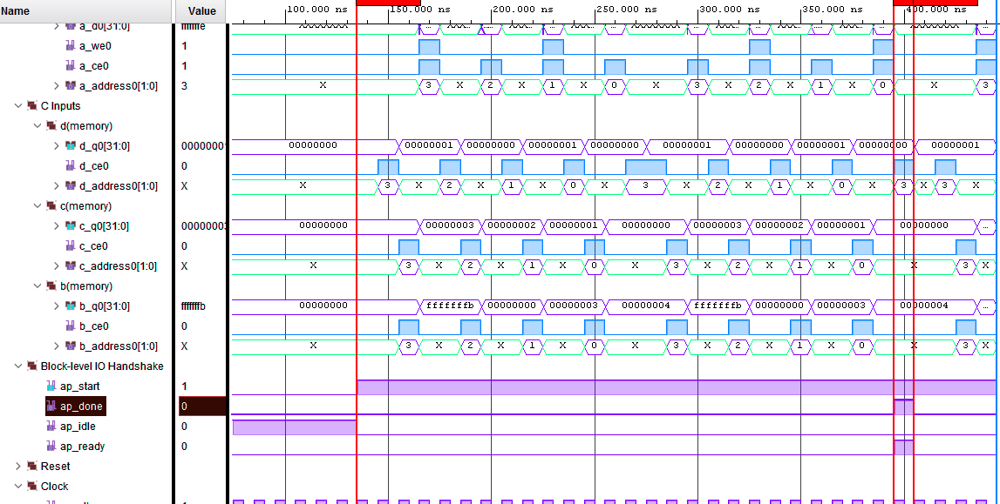 Name Value 100.000 ns 150.000 ns 200.000 ns 250.000 ns 300.000 ns 350.000 ns 400.000 ns
a_d0[31:0] fffffffe ... ... ... ... ... ... ... ...
a_we0 1
a_ce0 1
a_address0[1:0] 3 X 3 X 2 X 1 X 0 X 3 X 2 X 1 X 0 X 3
C Inputs
d(memory)
d_q0[31:0] 00000001 00000000 00000001 00000000 00000001 00000000 00000001 00000000 00000001 00000000 00000001
d_ce0 0
d_address0[1:0] X X 3 X 2 X 1 X 0 X 3 X 2 X 1 X 0 X 3 X 3 X
c(memory)
c_q0[31:0] 00000003 00000000 00000003 00000002 00000001 00000000 00000003 00000002 00000001 00000000 ...
c_ce0 0
c_address0[1:0] X X 3 X 2 X 1 X 0 X 3 X 2 X 1 X 0 X 3 X
b(memory)
b_q0[31:0] fffffffb 00000000 fffffffb 00000000 00000003 00000004 fffffffb 00000000 00000003 00000004 ...
b_ce0 0
b_address0[1:0] X X 3 X 2 X 1 X 0 X 3 X 2 X 1 X 0 X 3 X
Block-level IO Handshake
ap_start 1
ap_done 0
ap_idle 0
ap_ready 0
Reset
Clock